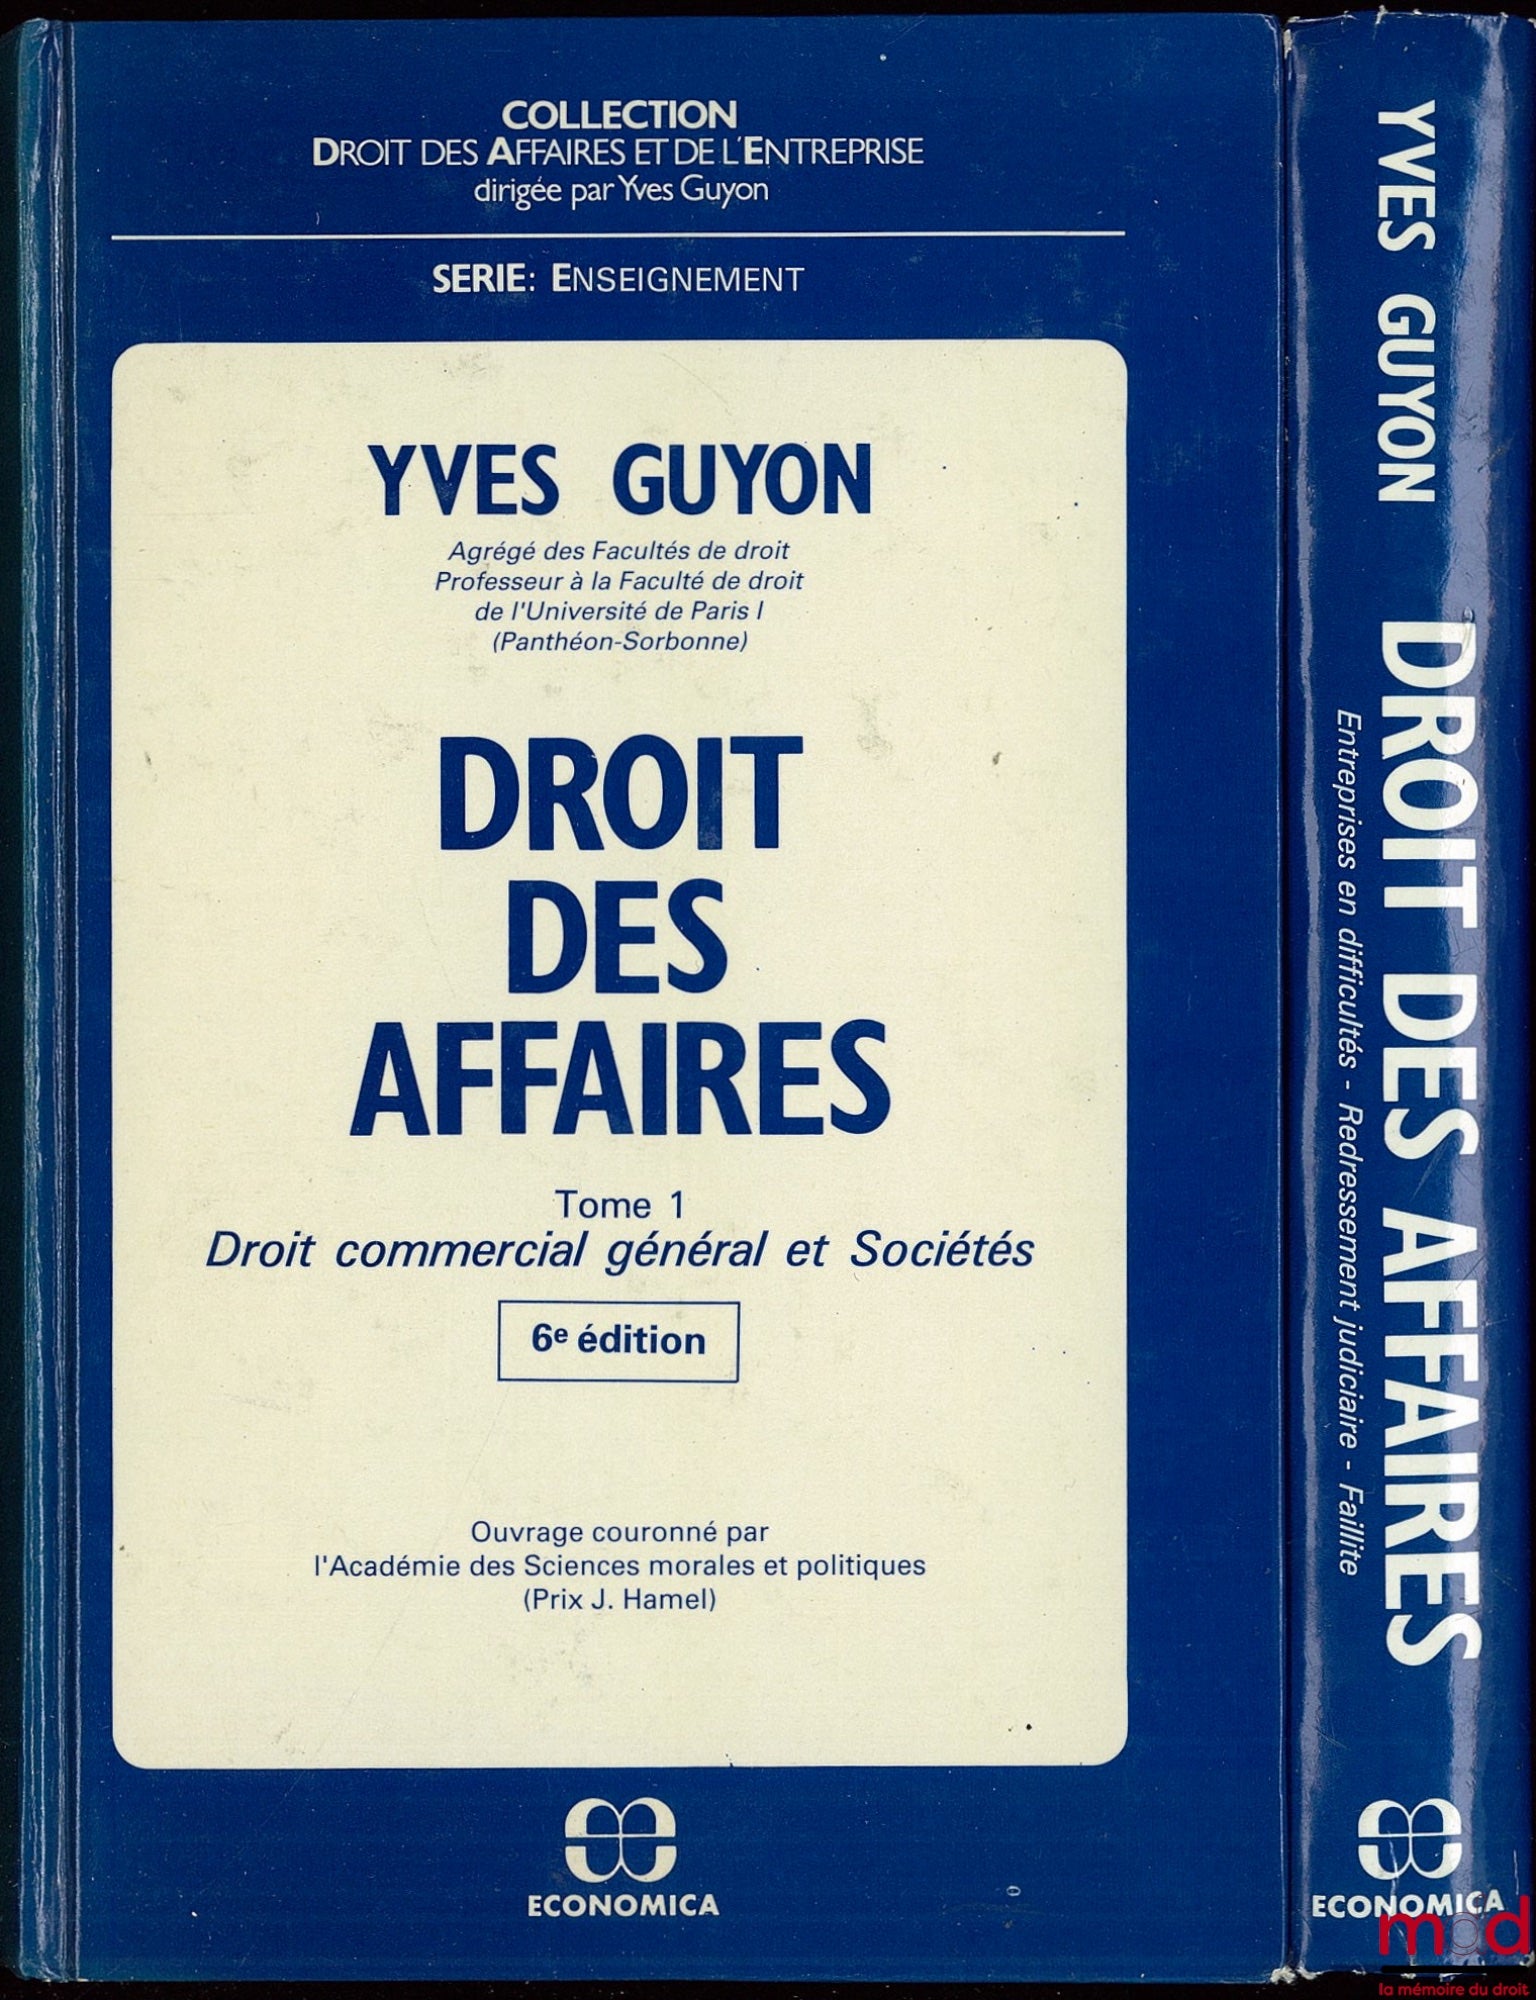 COLLECTION
DROIT DES AFFAIRES ET DE L'ENTREPRISE
dirigée par Yves Guyon
SERIE: ENSEIGNEMENT
YVES GUYON
Agrégé des Facultés de droit
Professeur à la Faculté de droit
de l'Université de Paris I
(Panthéon-Sorbonne)
DROIT
DES
AFFAIRES
Tome 1
Droit commercial général et Sociétés
6e édition
Ouvrage couronné par
l'Académie des Sciences morales et politiques
(Prix J. Hamel)
ECONOMICA
YVES GUYON DROIT DES AFFAIRES
Entreprises en difficultés - Redressement judiciaire - Faillite
ECONOMICA
mdd
la mémoire du droit